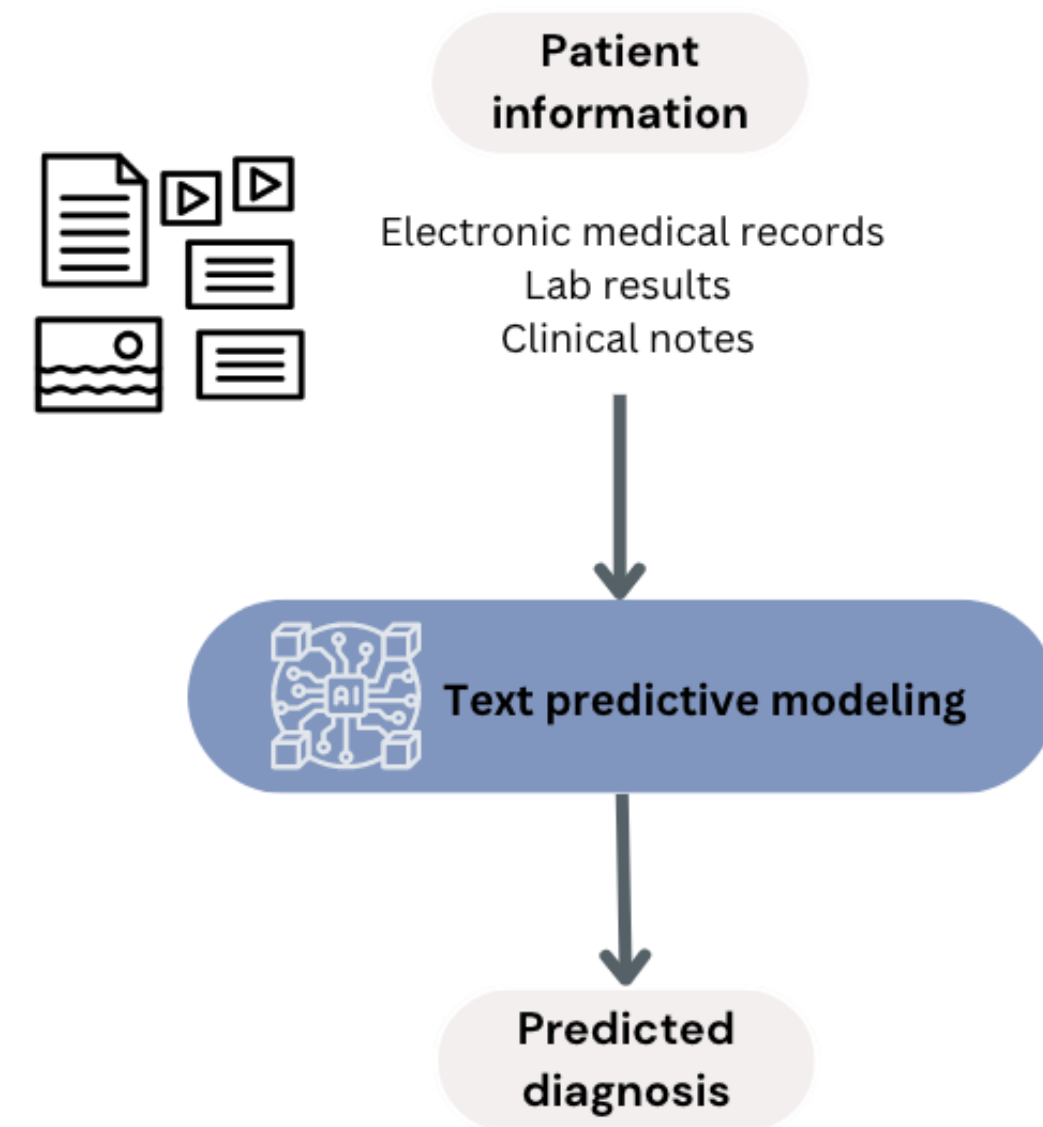 Patient
information
Electronic medical records
Lab results
Clinical notes
AI
Text predictive modeling
Predicted
diagnosis